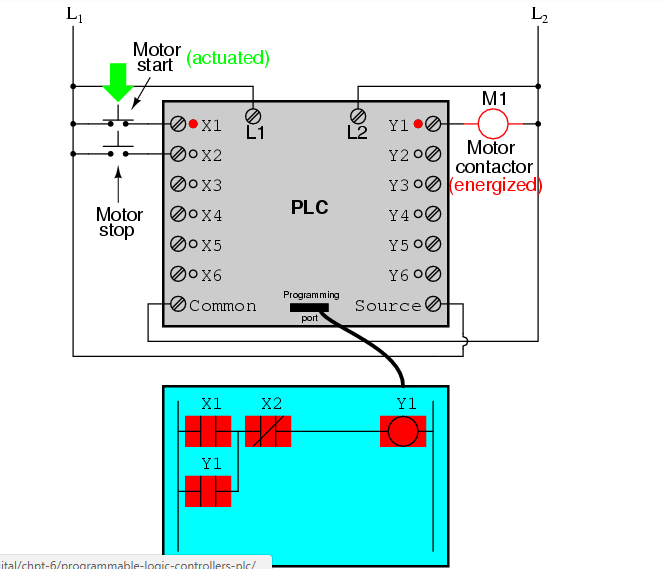 L1 L2
Motor
start (actuated)
M1
X1 L1 L2 Y1
Motor
contactor
(energized)
X2 Y2
X3 Y3
Motor
stop
X4 PLC Y4
X5 Y5
X6 Y6
Programming
port
Common Source
X1 X2 Y1
Y1
ital/chpt-6/programmable-logic-controllers-plc/